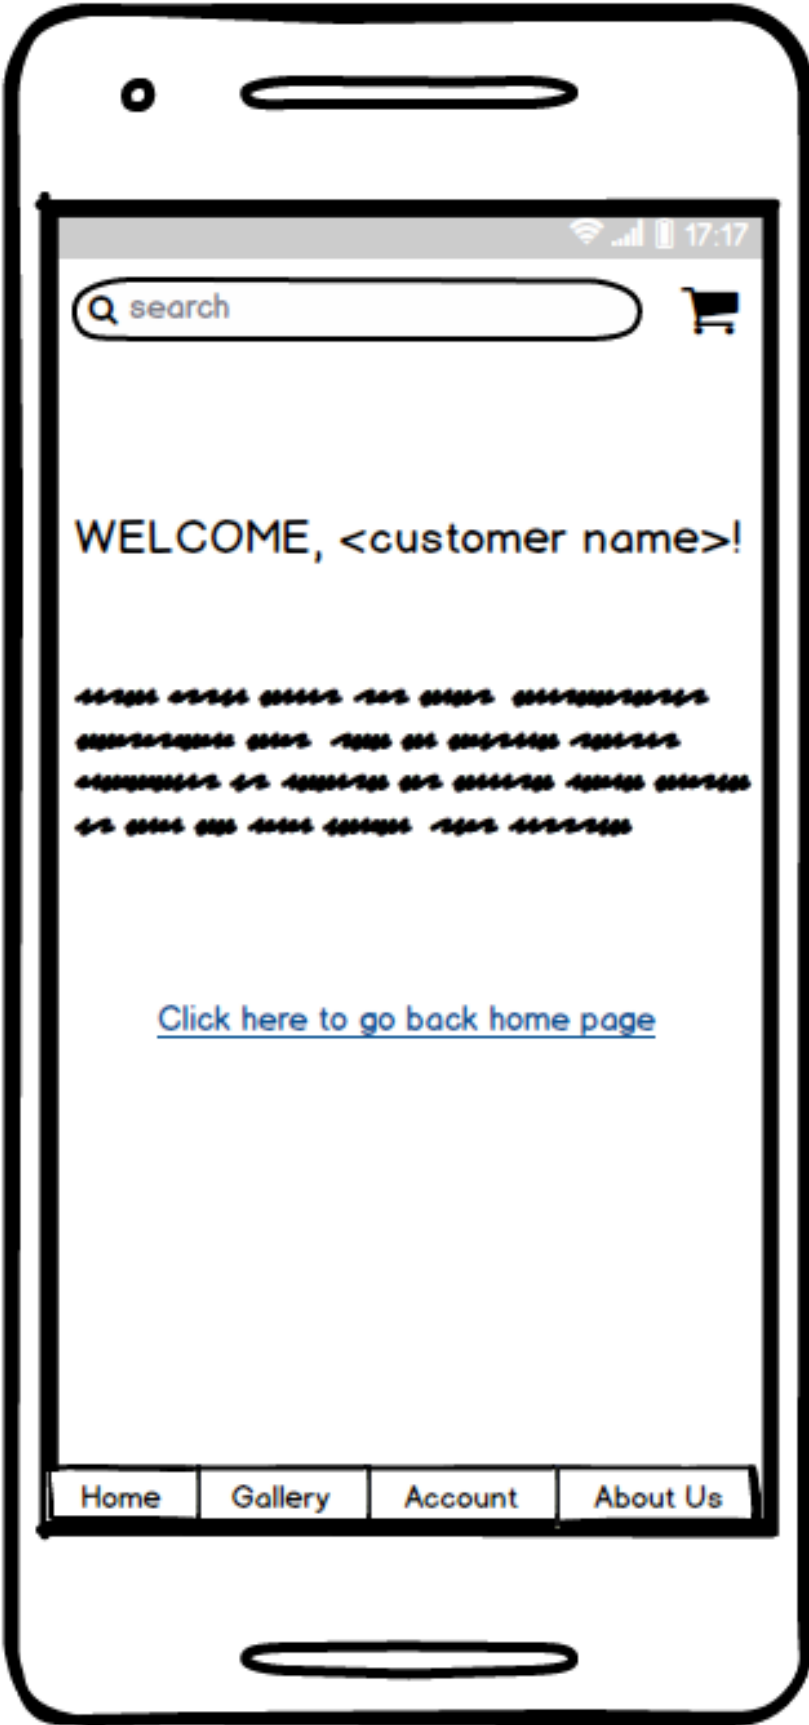 17:17
search
WELCOME, <customer name>!
Click here to go back home page
Home Gallery Account About Us